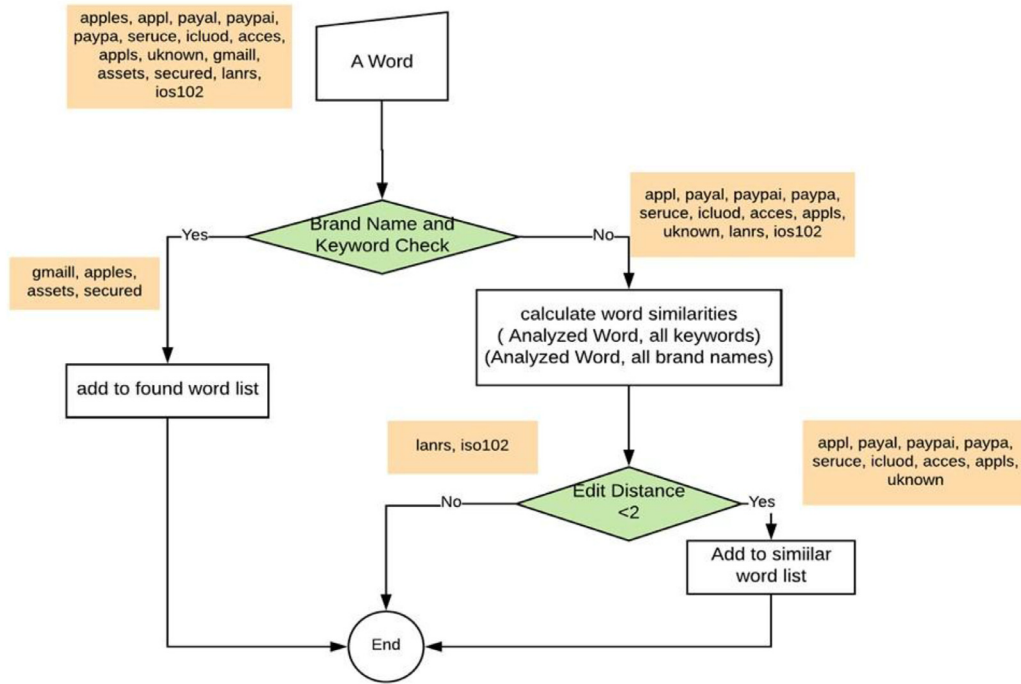 apples, appl, payal, paypai,
paypa, seruce, icluod, acces,
appls, uknown, gmaill,
assets, secured, lanrs,
ios102
A Word
Brand Name and
Keyword Check
Yes
No
appl, payal, paypai, paypa,
seruce, icluod, acces, appls,
uknown, lanrs, ios102
gmaill, apples,
assets, secured
calculate word similarities
( Analyzed Word, all keywords)
(Analyzed Word, all brand names)
add to found word list
lanrs, iso102
appl, payal, paypai, paypa,
seruce, icluod, acces, appls,
uknown
Edit Distance
<2
No
Yes
Add to simiilar
word list
End